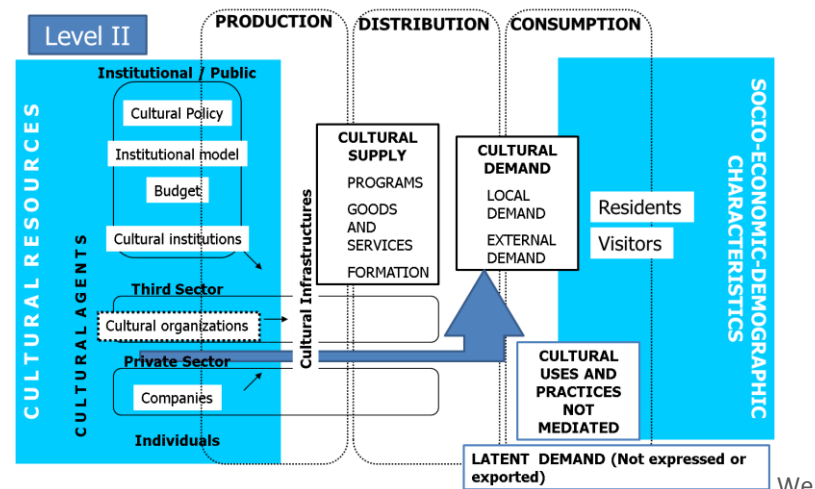 PRODUCTION
DISTRIBUTION
CONSUMPTION
Level II
Institutional / Public
CULTURAL RESOURCES
CULTURAL AGENTS
Cultural Policy
Institutional model
Budget
Cultural institutions
Third Sector
Cultural organizations
Private Sector
Companies
Individuals
Cultural Infrastructures
CULTURAL
SUPPLY
PROGRAMS
GOODS
AND
SERVICES
FORMATION
CULTURAL
DEMAND
LOCAL
DEMAND
EXTERNAL
DEMAND
Residents
Visitors
SOCIO-ECONOMIC-DEMOGRAPHIC
CHARACTERISTICS
CULTURAL
USES AND
PRACTICES
NOT
MEDIATED
LATENT DEMAND (Not expressed or
exported)
We